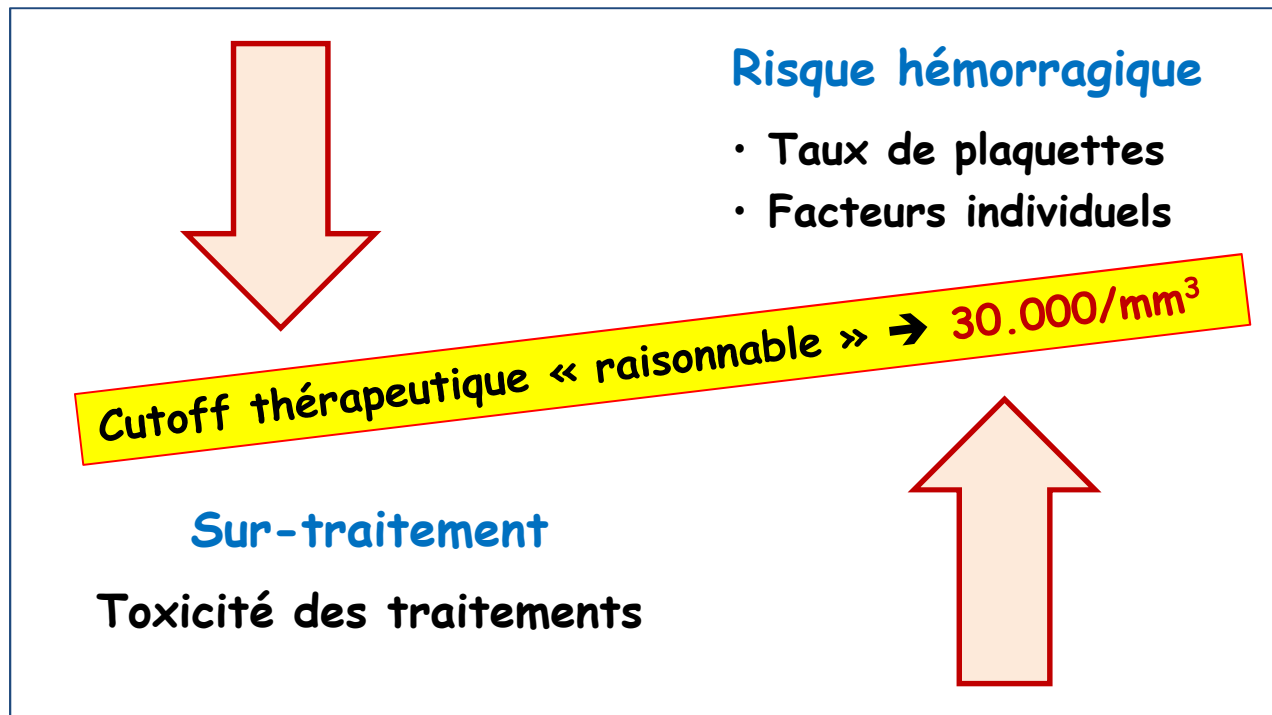 Risque hémorragique
• Taux de plaquettes
• Facteurs individuels
Cutoff thérapeutique « raisonnable » ➔ 30.000/mm³
Sur-traitement
Toxicité des traitements